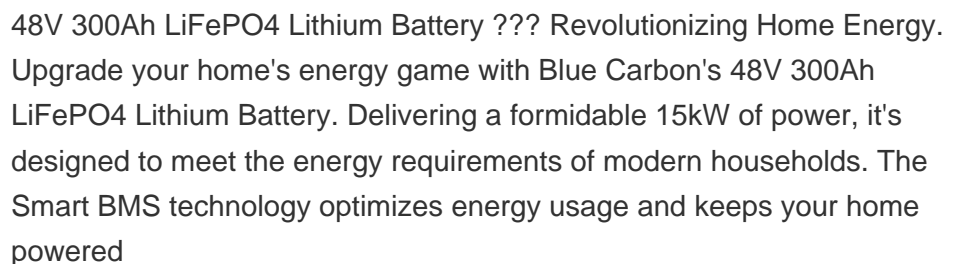 48V 300Ah LiFePO4 Lithium Battery ??? Revolutionizing Home Energy.
Upgrade your home's energy game with Blue Carbon's 48V 300Ah
LiFePO4 Lithium Battery. Delivering a formidable 15kW of power, it's
designed to meet the energy requirements of modern households. The
Smart BMS technology optimizes energy usage and keeps your home
powered